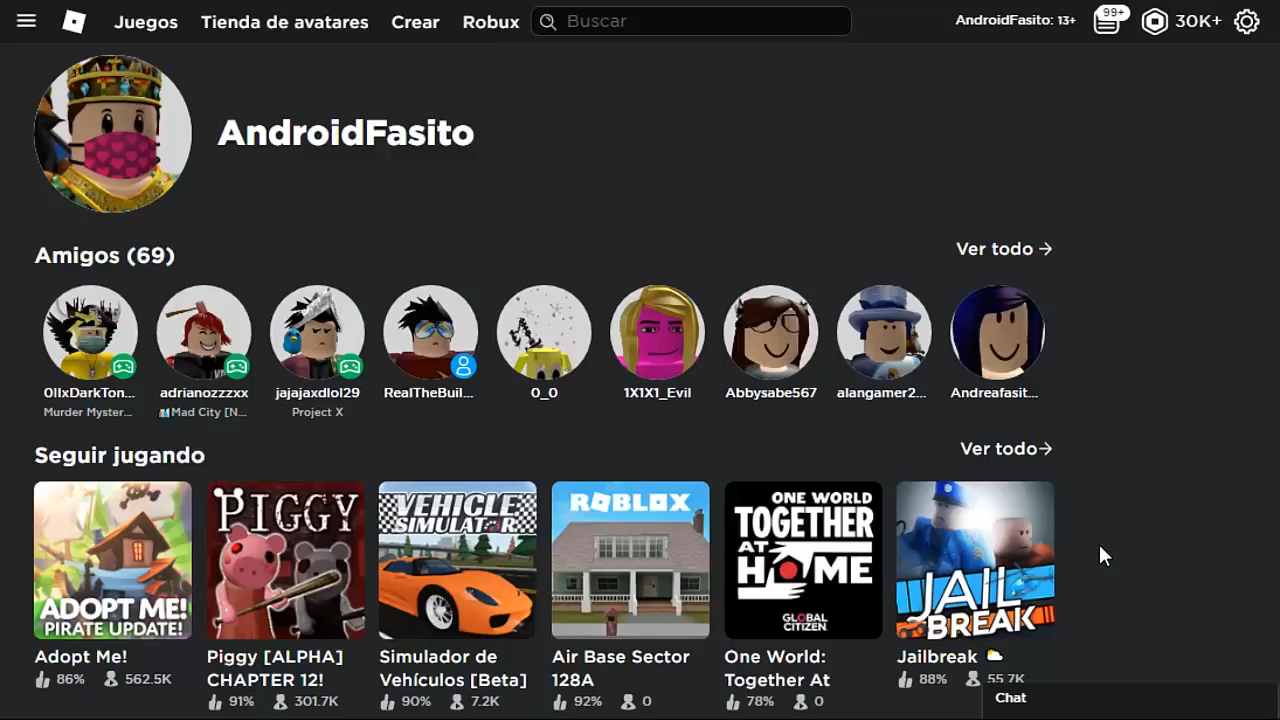 Juegos Tienda de avatares Crear Robux Buscar AndroidFasito: 13+ 99+ 30K+
AndroidFasito
Amigos (69) Ver todo →
0IIxDarkTon... adrianozzzxx jajajaxdlol29 RealTheBuil... 0_0 1X1X1_Evil Abbysabe567 alangamer2... Andreafasit...
Murder Myster... Mad City [N... Project X
Seguir jugando Ver todo→
ADOPT ME!
PIRATE UPDATE!
PIGGY
VEHICLE
SIMULATOR
ROBLOX
ONE WORLD
TOGETHER
AT
HOME
GLOBAL
CITIZEN
JAIL
BREAK
Adopt Me! Piggy [ALPHA] Simulador de Air Base Sector One World: Jailbreak
CHAPTER 12! Vehículos [Beta] 128A Together At
86% 562.5K 88% 55.7K
91% 301.7K 90% 7.2K 92% 0 78% 0
Chat